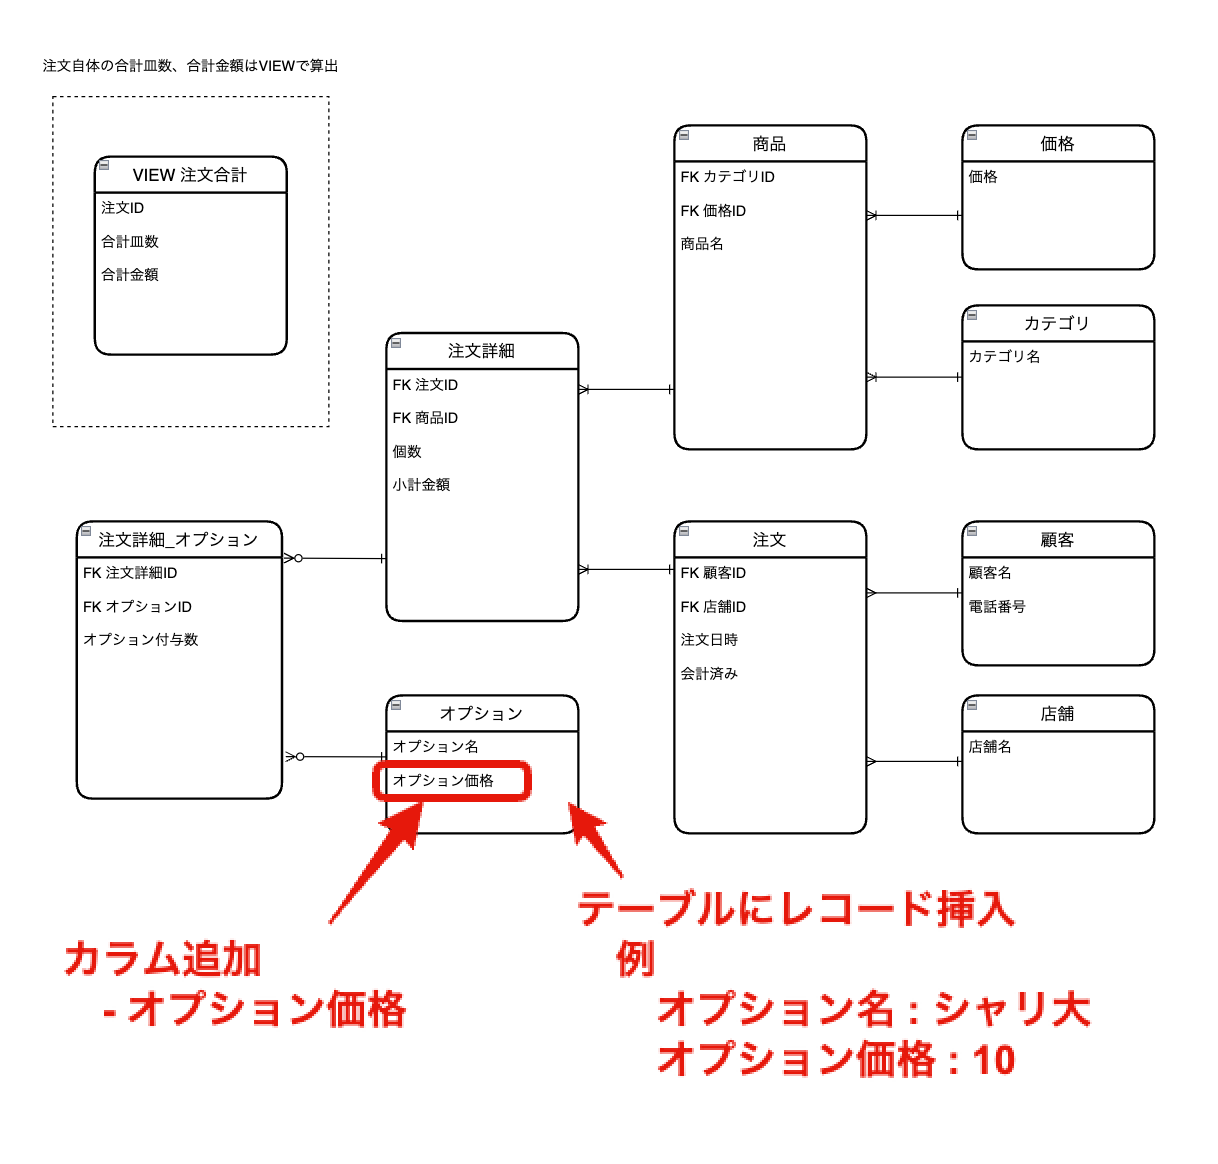 注文自体の合計皿数、合計金額はVIEWで算出
VIEW 注文合計
注文ID
合計皿数
合計金額
商品
FK カテゴリID
FK 価格ID
商品名
価格
価格
カテゴリ
カテゴリ名
注文詳細
FK 注文ID
FK 商品ID
個数
小計金額
注文詳細_オプション
FK 注文詳細ID
FK オプションID
オプション付与数
オプション
オプション名
オプション価格
注文
FK 顧客ID
FK 店舗ID
注文日時
会計済み
顧客
顧客名
電話番号
店舗
店舗名
カラム追加
- オプション価格
テーブルにレコード挿入
例
オプション名：シャリ大
オプション価格：10